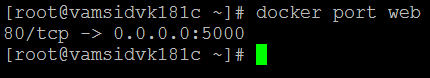 [root@vamsidvk181c ~]# docker port web
80/tcp -> 0.0.0.0:5000
[root@vamsidvk181c ~]#